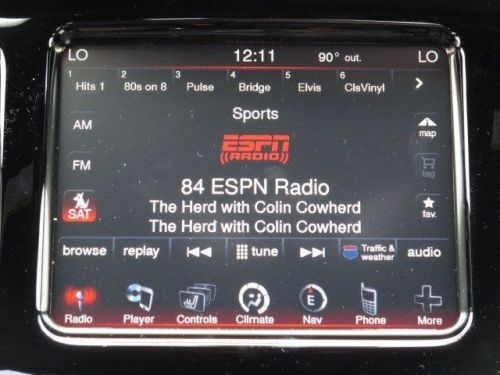 LO 12:11 90° out. LO
1 2 3 4 5 6
Hits 1 80s on 8 Pulse Bridge Elvis ClsVinyl >
Sports
AM
map
ESPN
((RADIO))
FM
tag
84 ESPN Radio
SAT
fav.
The Herd with Colin Cowherd
The Herd with Colin Cowherd
browse replay tune Traffic & weather audio
E
Radio Player Controls Climate Nav Phone More